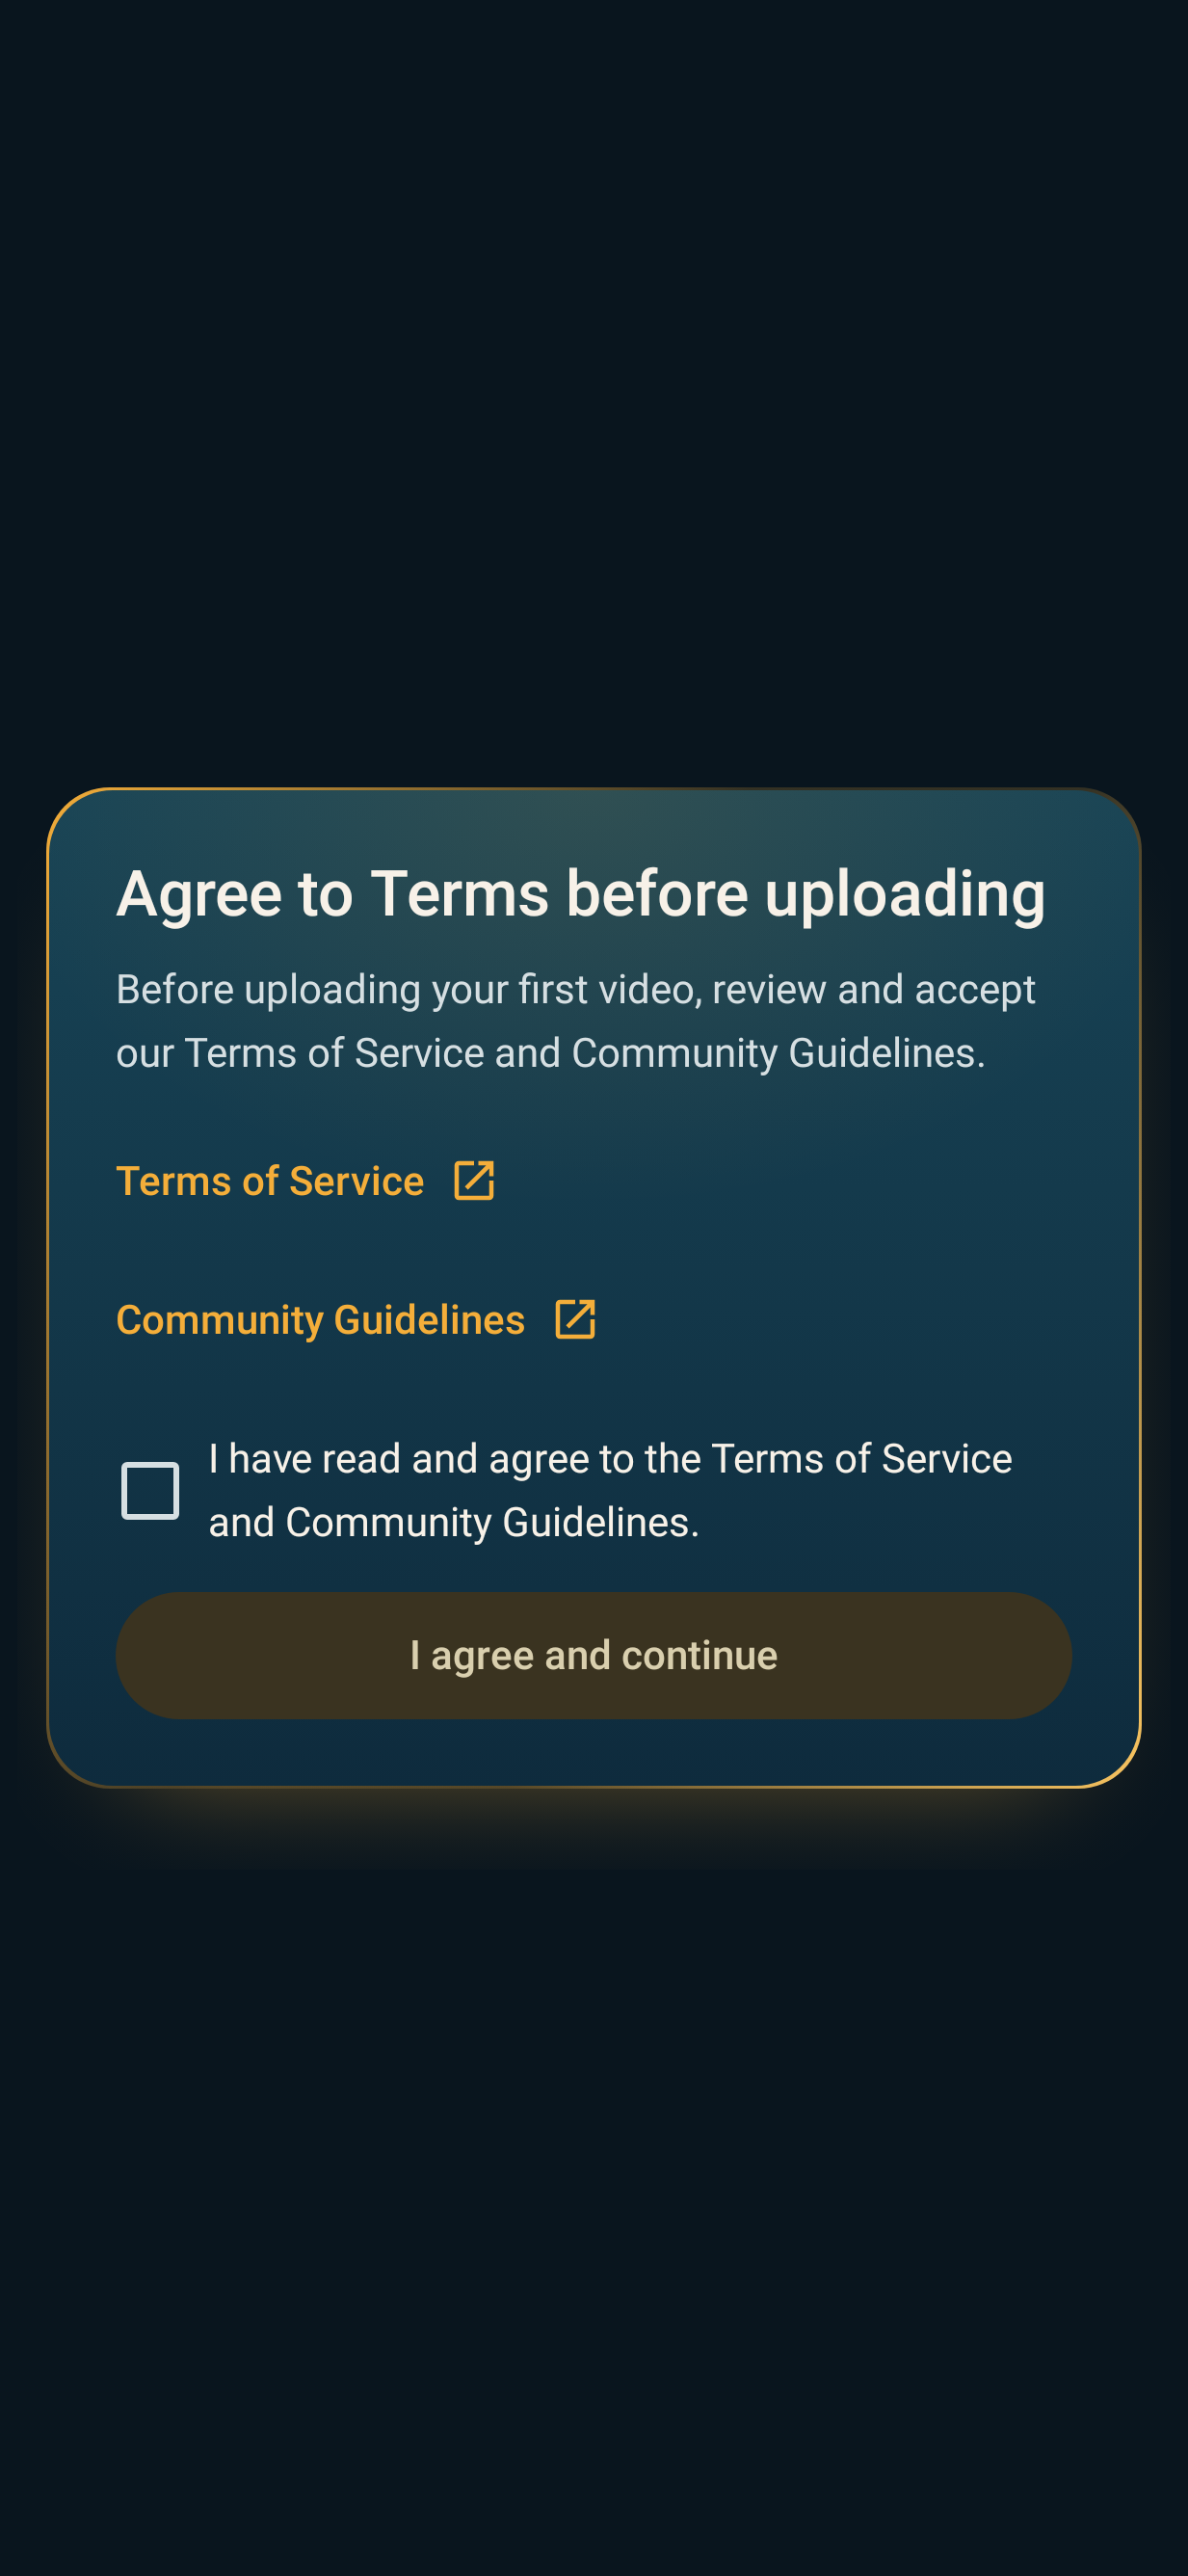 Agree to Terms before uploading
Before uploading your first video, review and accept
our Terms of Service and Community Guidelines.
Terms of Service
Community Guidelines
I have read and agree to the Terms of Service
and Community Guidelines.
I agree and continue